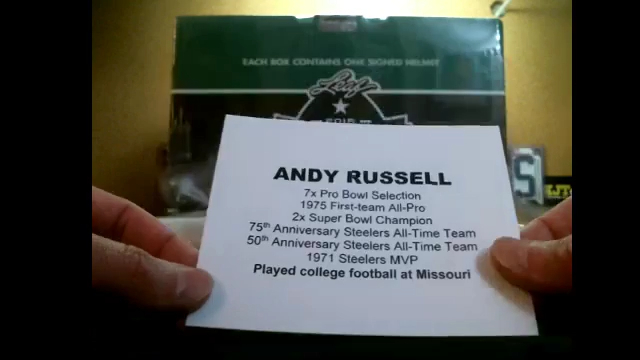 EACH BOX CONTAINS ONE SIGNED HELMET
Leaf
2015
ANDY RUSSELL
7x Pro Bowl Selection
1975 First-team All-Pro
2x Super Bowl Champion
75th Anniversary Steelers All-Time Team
50th Anniversary Steelers All-Time Team
1971 Steelers MVP
Played college football at Missouri
S